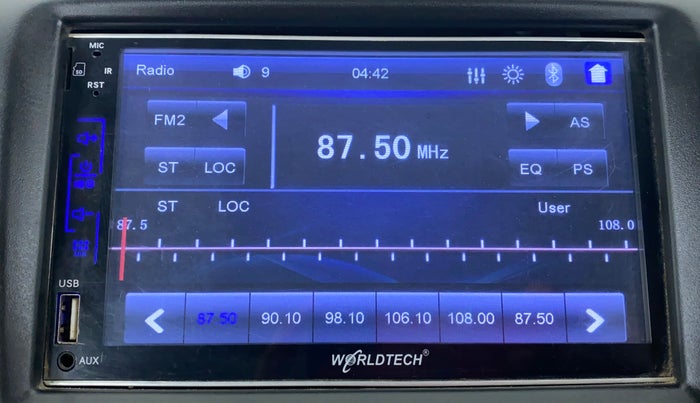 MIC
SD
IR
RST
Radio 9 04:42
FM2 AS
87.50 MHz
ST LOC EQ PS
ST LOC User
87.5 108.0
USB
87.50 90.10 98.10 106.10 108.00 87.50
AUX
WORLDTECH®